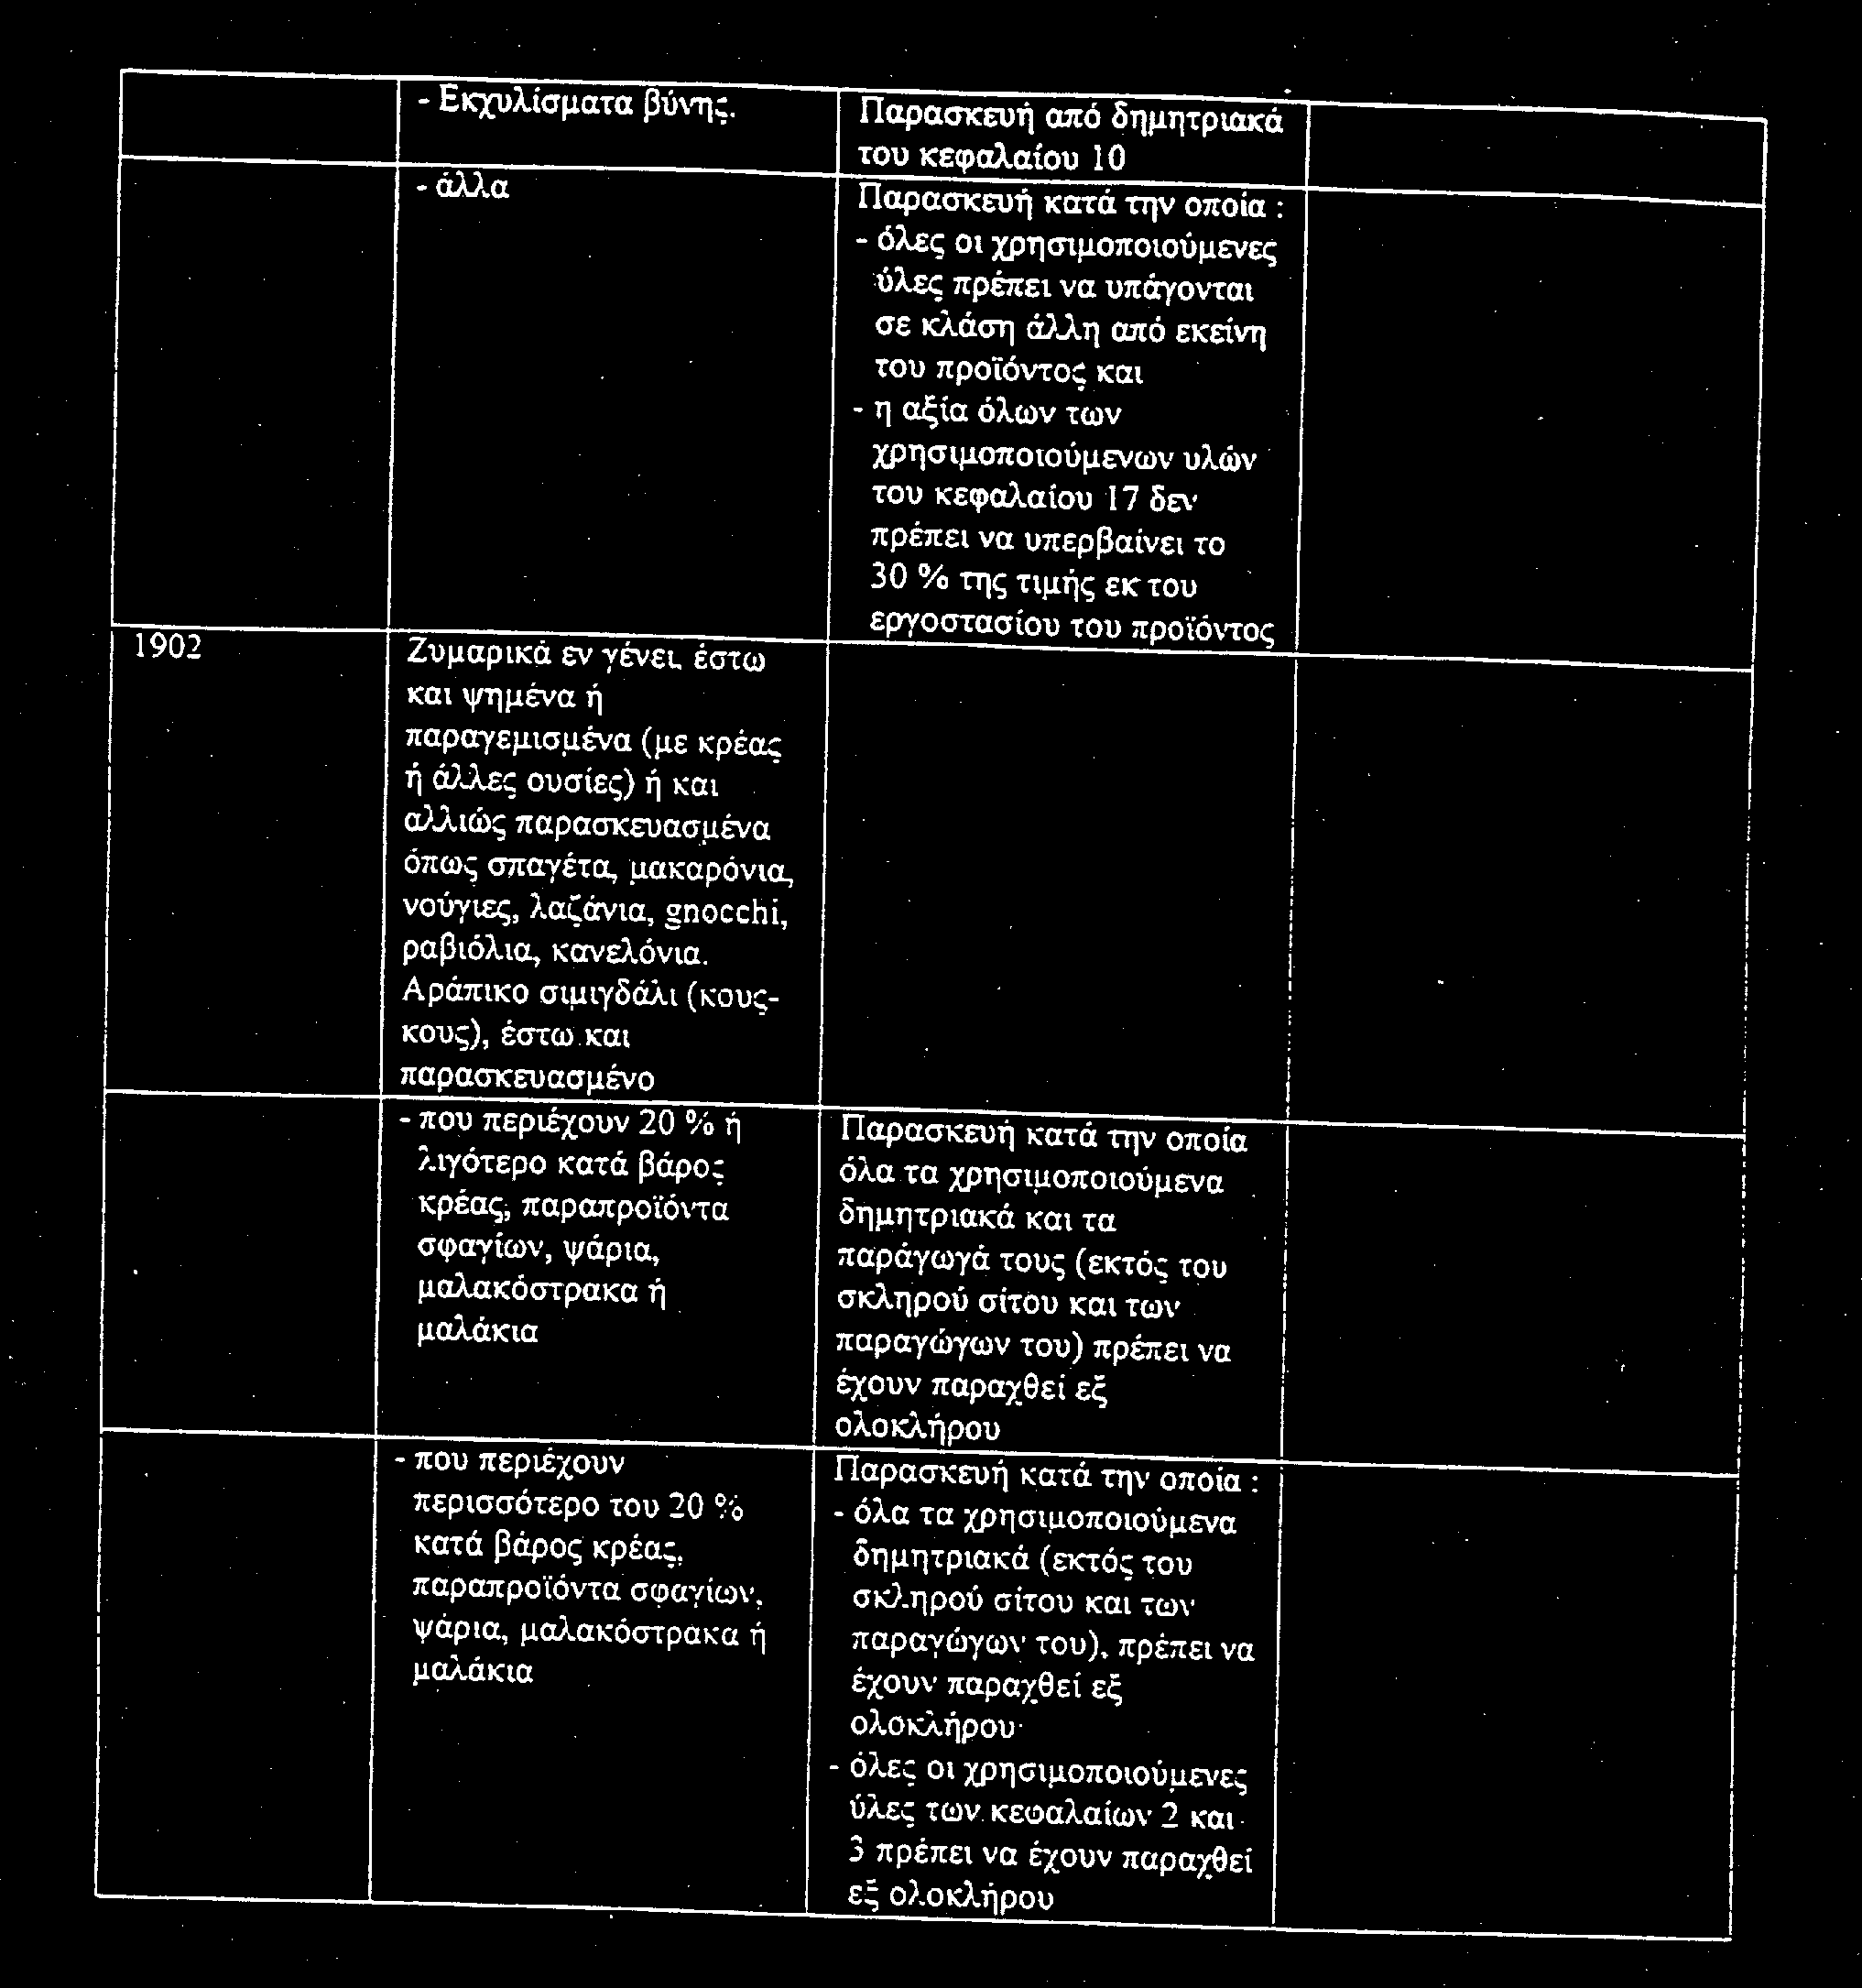 - Εκχυλίσματα βύνης.
Παρασκευή από δημητριακά
του κεφαλαίου 10
- άλλα
Παρασκευή κατά την οποία :
- όλες οι χρησιμοποιούμενες
ύλες πρέπει να υπάγονται
σε κλάση άλλη από εκείνη
του προϊόντος και
- η αξία όλων των
χρησιμοποιούμενων υλών
του κεφαλαίου 17 δεν
πρέπει να υπερβαίνει το
30 % της τιμής εκ του
εργοστασίου του προϊόντος
1902
Ζυμαρικά εν γένει, έστω
και ψημένα ή
παραγεμισμένα (με κρέας
ή άλλες ουσίες) ή και
αλλιώς παρασκευασμένα
όπως σπαγέτα, μακαρόνια,
νούγιες, λαζάνια, gnocchi,
ραβιόλια, κανελόνια.
Αράπικο σιμιγδάλι (κους-
κους), έστω και
παρασκευασμένο
- που περιέχουν 20 % ή
λιγότερο κατά βάρος
κρέας, παραπροϊόντα
σφαγίων, ψάρια,
μαλακόστρακα ή
μαλάκια
Παρασκευή κατά την οποία
όλα τα χρησιμοποιούμενα
δημητριακά και τα
παράγωγά τους (εκτός του
σκληρού σίτου και των
παραγώγων του) πρέπει να
έχουν παραχθεί εξ
ολοκλήρου
- που περιέχουν
περισσότερο του 20 %
κατά βάρος κρέας,
παραπροϊόντα σφαγίων,
ψάρια, μαλακόστρακα ή
μαλάκια
Παρασκευή κατά την οποία :
- όλα τα χρησιμοποιούμενα
δημητριακά (εκτός του
σκληρού σίτου και των
παραγώγων του), πρέπει να
έχουν παραχθεί εξ
ολοκλήρου·
- όλες οι χρησιμοποιούμενες
ύλες των κεφαλαίων 2 και
3 πρέπει να έχουν παραχθεί
εξ ολοκλήρου